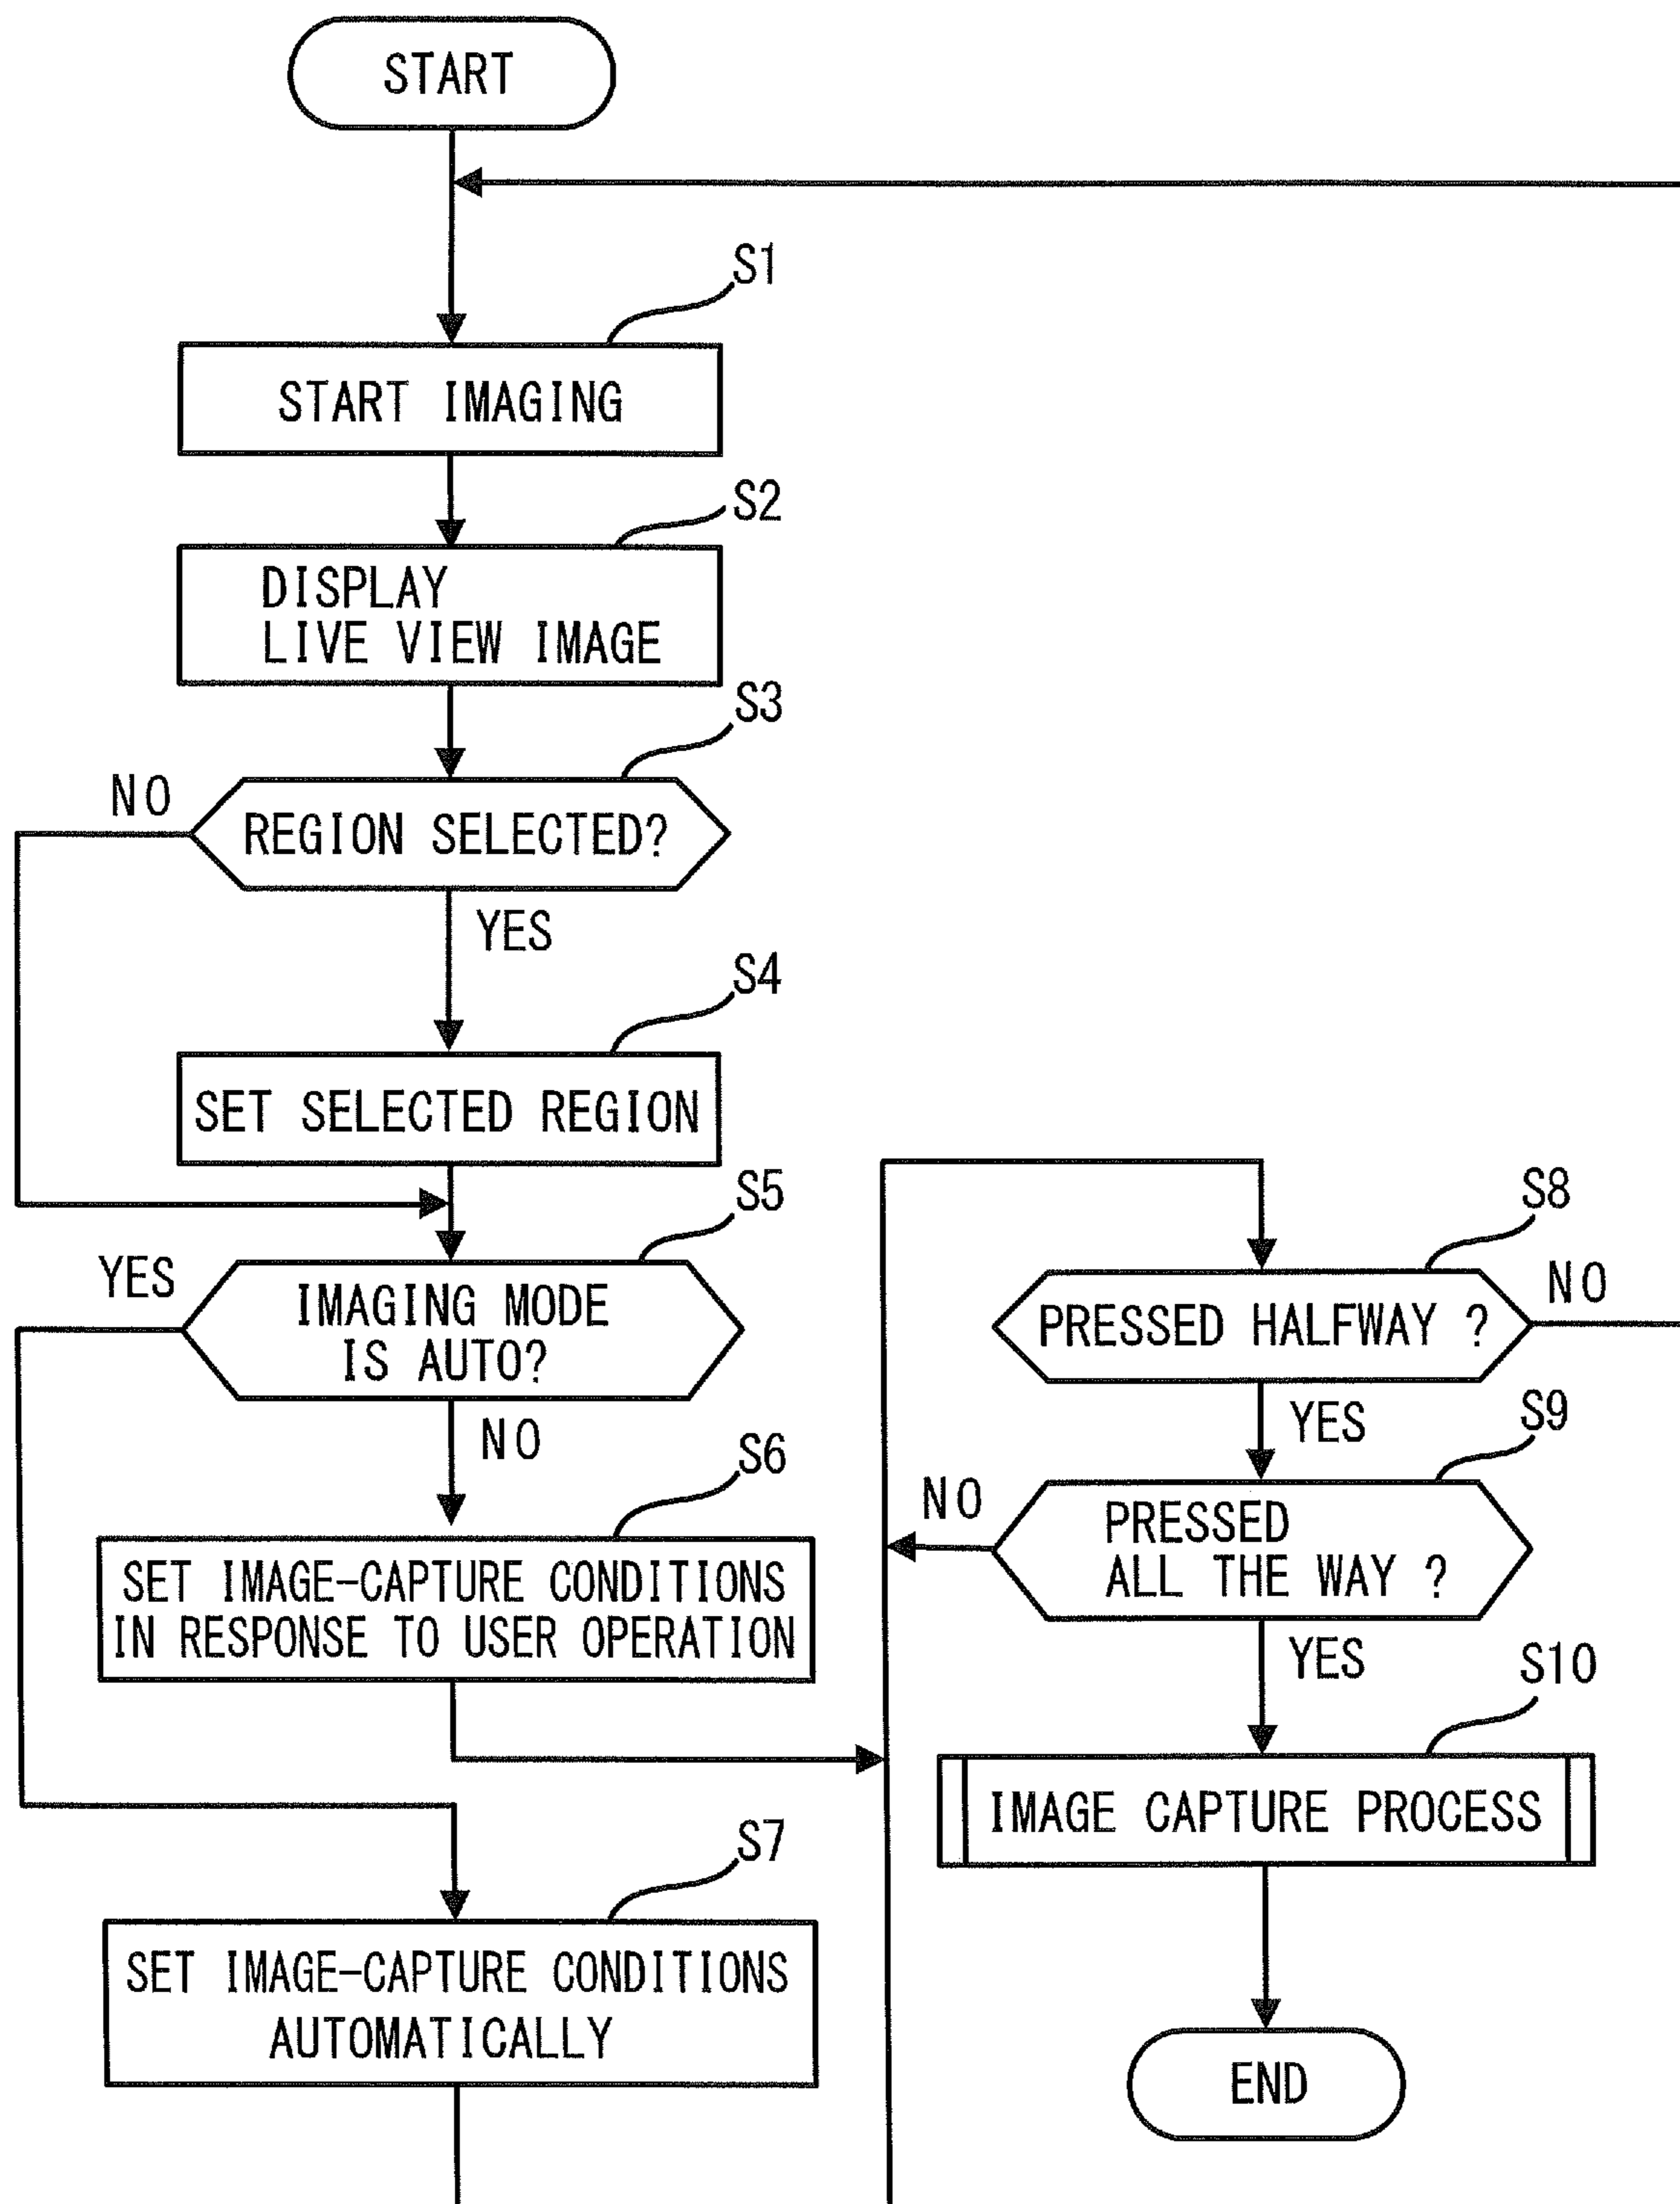 START
S1
START IMAGING
S2
DISPLAY
LIVE VIEW IMAGE
S3
NO
REGION SELECTED?
YES
S4
SET SELECTED REGION
S5
YES
IMAGING MODE
IS AUTO?
NO
S6
SET IMAGE-CAPTURE CONDITIONS
IN RESPONSE TO USER OPERATION
S7
SET IMAGE-CAPTURE CONDITIONS
AUTOMATICALLY
S8
NO
PRESSED HALFWAY ?
YES
S9
NO
PRESSED
ALL THE WAY ?
YES
S10
IMAGE CAPTURE PROCESS
END